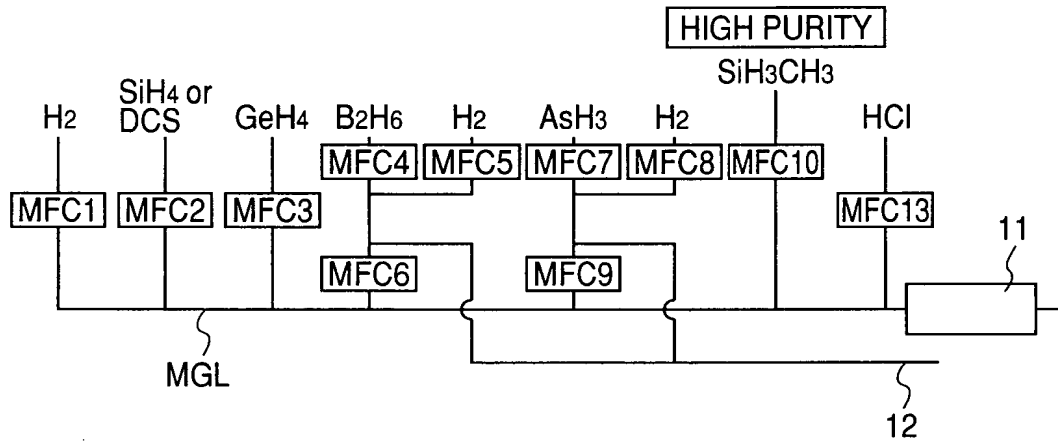 HIGH PURITY
SiH3CH3
SiH4 or
DCS
H2 GeH4 B2H6 H2 AsH3 H2 HCl
MFC4 MFC5 MFC7 MFC8 MFC10
MFC1 MFC2 MFC3 MFC13
11
MFC6 MFC9
MGL
12